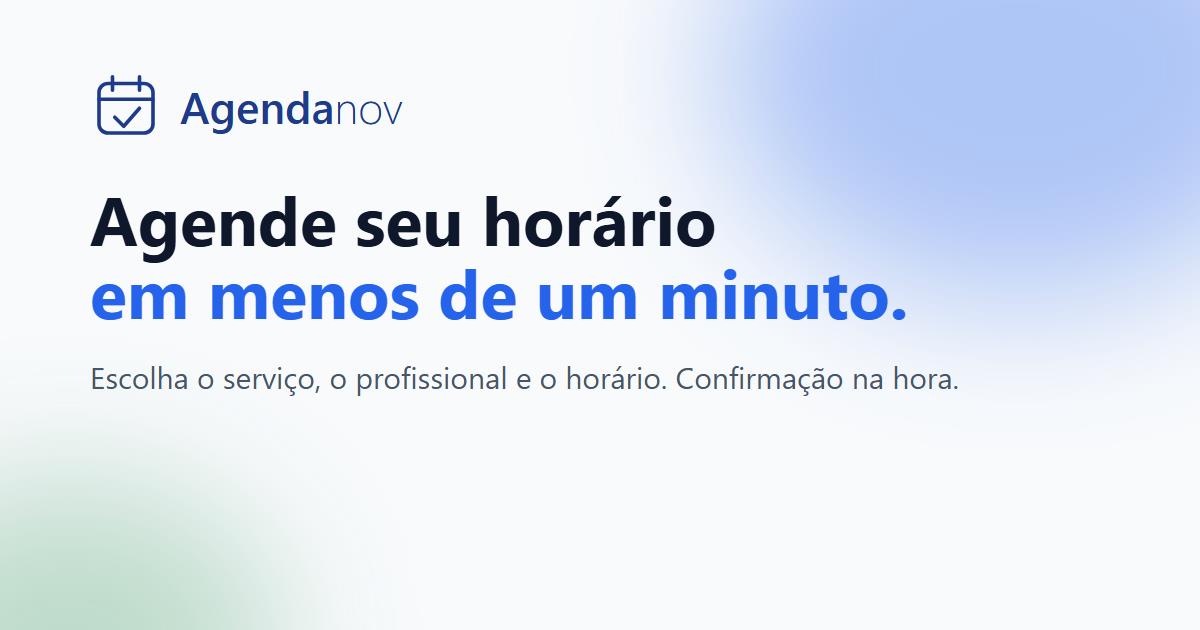 Agendanov
Agende seu horário
em menos de um minuto.
Escolha o serviço, o profissional e o horário. Confirmação na hora.